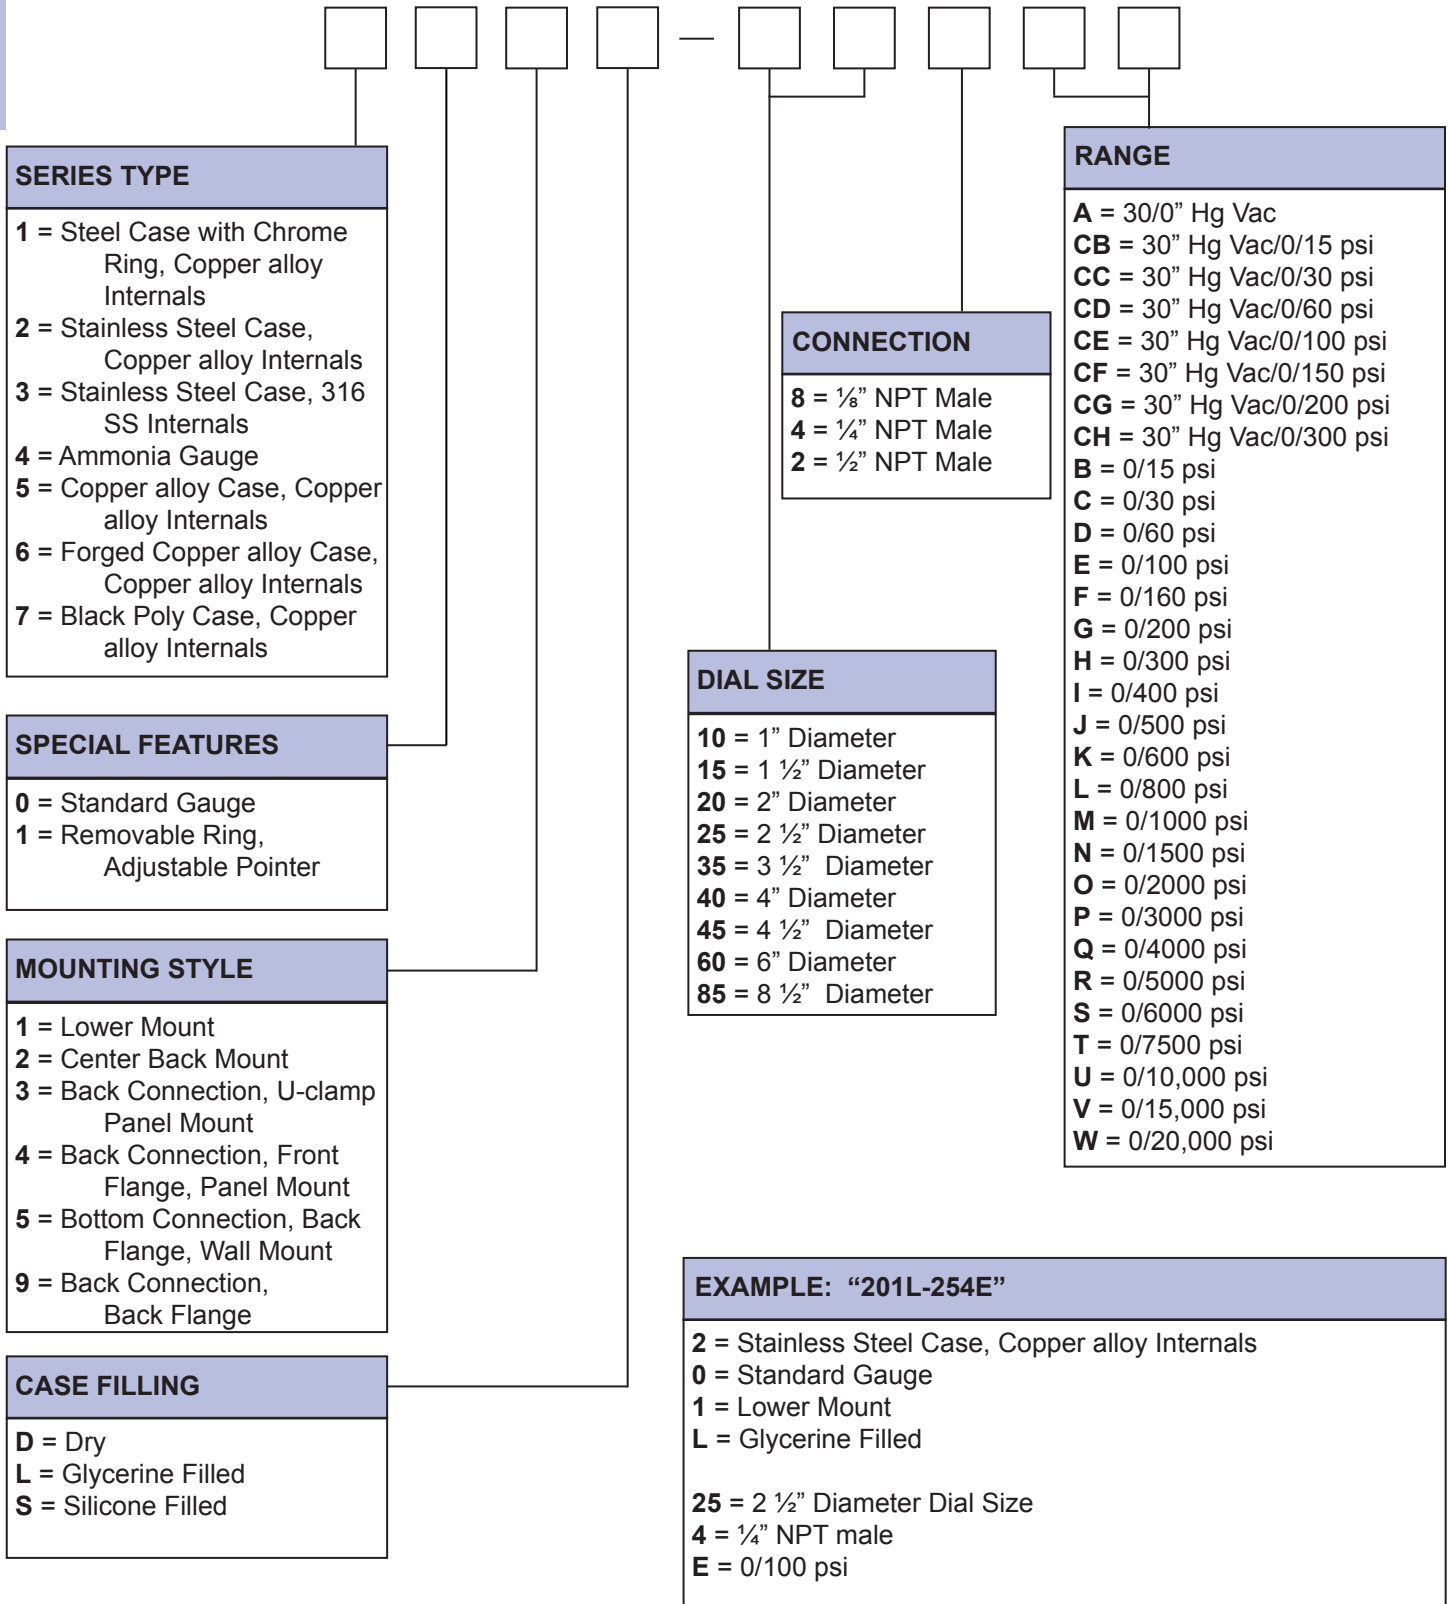 —
SERIES TYPE
1 = Steel Case with Chrome
Ring, Copper alloy
Internals
2 = Stainless Steel Case,
Copper alloy Internals
3 = Stainless Steel Case, 316
SS Internals
4 = Ammonia Gauge
5 = Copper alloy Case, Copper
alloy Internals
6 = Forged Copper alloy Case,
Copper alloy Internals
7 = Black Poly Case, Copper
alloy Internals
SPECIAL FEATURES
0 = Standard Gauge
1 = Removable Ring,
Adjustable Pointer
MOUNTING STYLE
1 = Lower Mount
2 = Center Back Mount
3 = Back Connection, U-clamp
Panel Mount
4 = Back Connection, Front
Flange, Panel Mount
5 = Bottom Connection, Back
Flange, Wall Mount
9 = Back Connection,
Back Flange
CASE FILLING
D = Dry
L = Glycerine Filled
S = Silicone Filled
DIAL SIZE
10 = 1” Diameter
15 = 1 ½” Diameter
20 = 2” Diameter
25 = 2 ½” Diameter
35 = 3 ½” Diameter
40 = 4” Diameter
45 = 4 ½” Diameter
60 = 6” Diameter
85 = 8 ½” Diameter
CONNECTION
8 = ⅛” NPT Male
4 = ¼” NPT Male
2 = ½” NPT Male
RANGE
A = 30/0” Hg Vac
CB = 30” Hg Vac/0/15 psi
CC = 30” Hg Vac/0/30 psi
CD = 30” Hg Vac/0/60 psi
CE = 30” Hg Vac/0/100 psi
CF = 30” Hg Vac/0/150 psi
CG = 30” Hg Vac/0/200 psi
CH = 30” Hg Vac/0/300 psi
B = 0/15 psi
C = 0/30 psi
D = 0/60 psi
E = 0/100 psi
F = 0/160 psi
G = 0/200 psi
H = 0/300 psi
I = 0/400 psi
J = 0/500 psi
K = 0/600 psi
L = 0/800 psi
M = 0/1000 psi
N = 0/1500 psi
O = 0/2000 psi
P = 0/3000 psi
Q = 0/4000 psi
R = 0/5000 psi
S = 0/6000 psi
T = 0/7500 psi
U = 0/10,000 psi
V = 0/15,000 psi
W = 0/20,000 psi
EXAMPLE: “201L-254E”
2 = Stainless Steel Case, Copper alloy Internals
0 = Standard Gauge
1 = Lower Mount
L = Glycerine Filled
25 = 2 ½” Diameter Dial Size
4 = ¼” NPT male
E = 0/100 psi